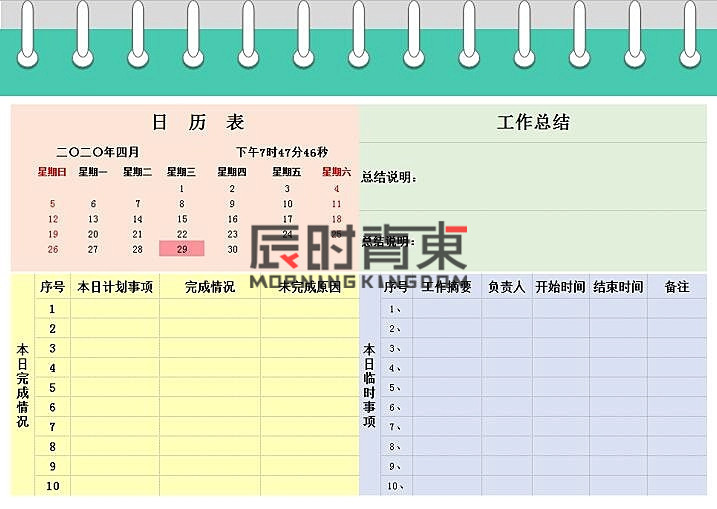 日 历 表
二〇二〇年四月 下午7时47分46秒
星期日 星期一 星期二 星期三 星期四 星期五 星期六
1 2 3 4
5 6 7 8 9 10 11
12 13 14 15 16 17 18
19 20 21 22 23 24 25
26 27 28 29 30
工作总结
总结说明:
总结说明:
辰时肯東
MOORNINGKINGDOM
本日完成情况
序号 本日计划事项 完成情况 未完成原因
1
2
3
4
5
6
7
8
9
10
本日临时事项
序号 工作摘要 负责人 开始时间 结束时间 备注
1、
2、
3、
4、
5、
6、
7、
8、
9、
10、